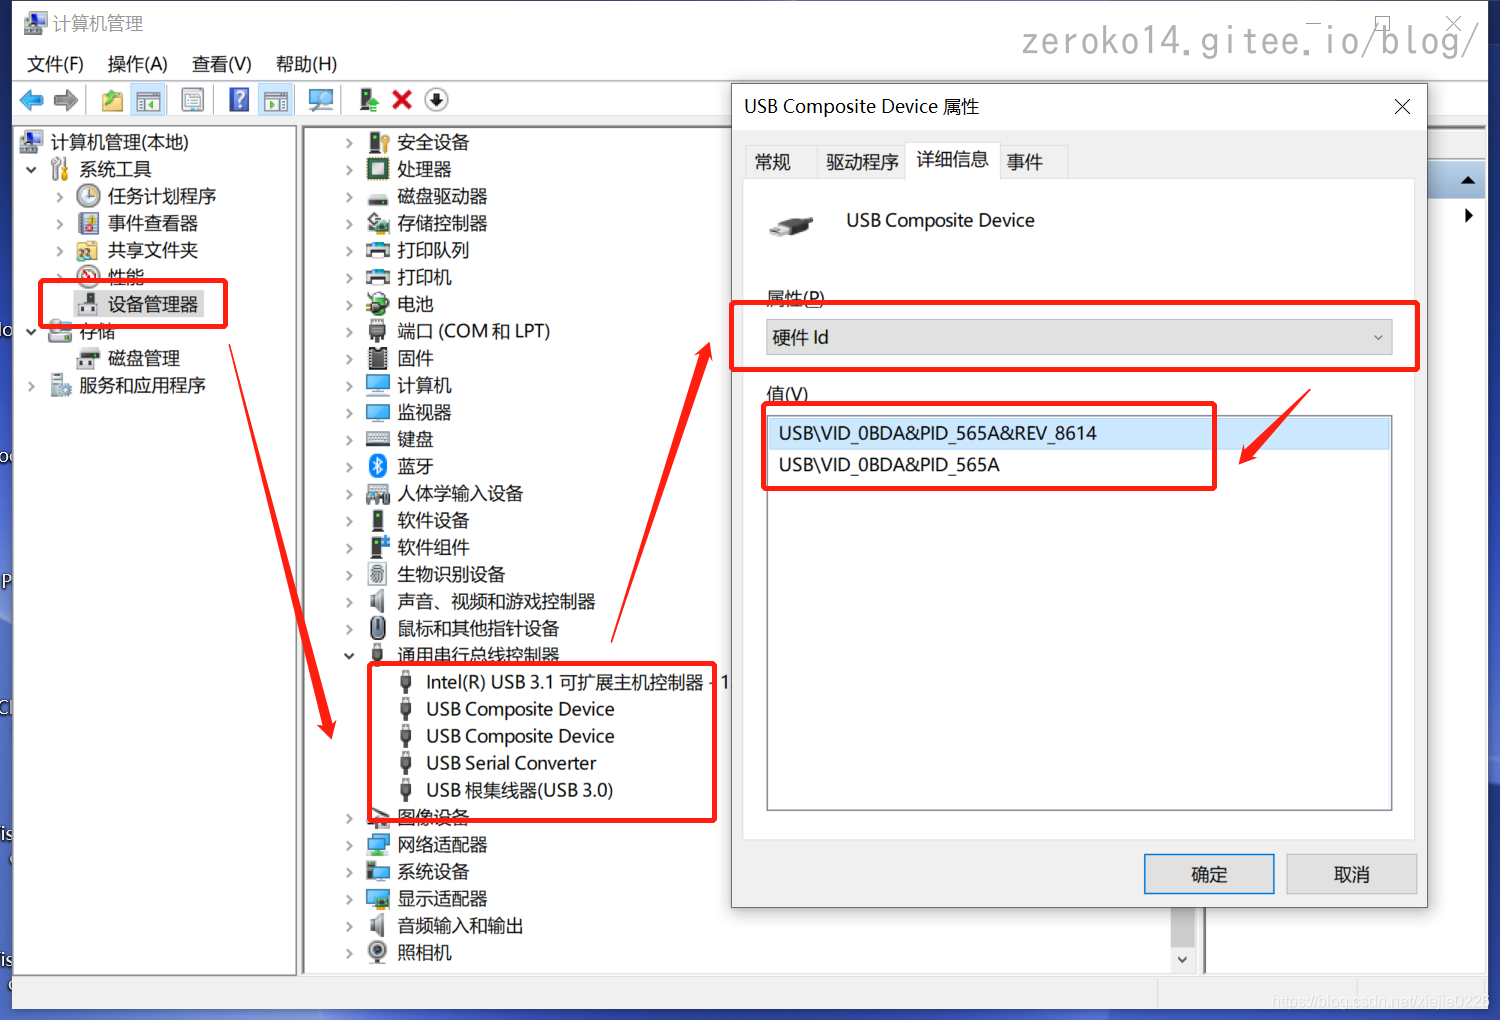 计算机管理
zeroko14.gitee.io/blog/
文件(F) 操作(A) 查看(V) 帮助(H)
计算机管理(本地)
系统工具
任务计划程序
事件查看器
共享文件夹
性能
设备管理器
存储
磁盘管理
服务和应用程序
安全设备
处理器
磁盘驱动器
存储控制器
打印队列
打印机
电池
端口 (COM 和 LPT)
固件
计算机
监视器
键盘
蓝牙
人体学输入设备
软件设备
软件组件
生物识别设备
声音、视频和游戏控制器
鼠标和其他指针设备
通用串行总线控制器
Intel(R) USB 3.1 可扩展主机控制器 - 1
USB Composite Device
USB Composite Device
USB Serial Converter
USB 根集线器(USB 3.0)
图像设备
网络适配器
系统设备
显示适配器
音频输入和输出
照相机
USB Composite Device 属性
常规 驱动程序 详细信息 事件
USB Composite Device
属性(P)
硬件 Id
值(V)
USB\VID_0BDA&PID_565A&REV_8614
USB\VID_0BDA&PID_565A
确定 取消